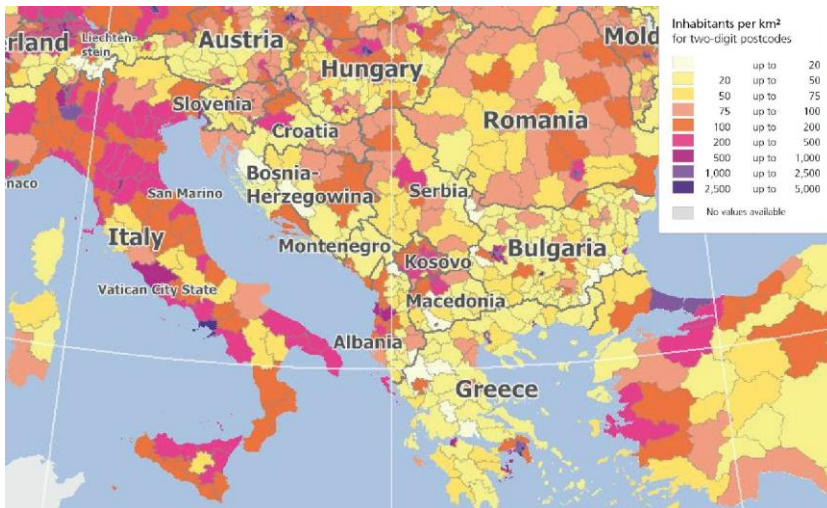 erland
Liechten-
stein
Austria
Hungary
Mold
Slovenia
Croatia
Romania
Bosnia-
Herzegowina
Serbia
onaco
San Marino
Italy
Montenegro
Kosovo
Bulgaria
Vatican City State
Macedonia
Albania
Greece
Inhabitants per km²
for two-digit postcodes
up to 20
20 up to 50
50 up to 75
75 up to 100
100 up to 200
200 up to 500
500 up to 1,000
1,000 up to 2,500
2,500 up to 5,000
No values available